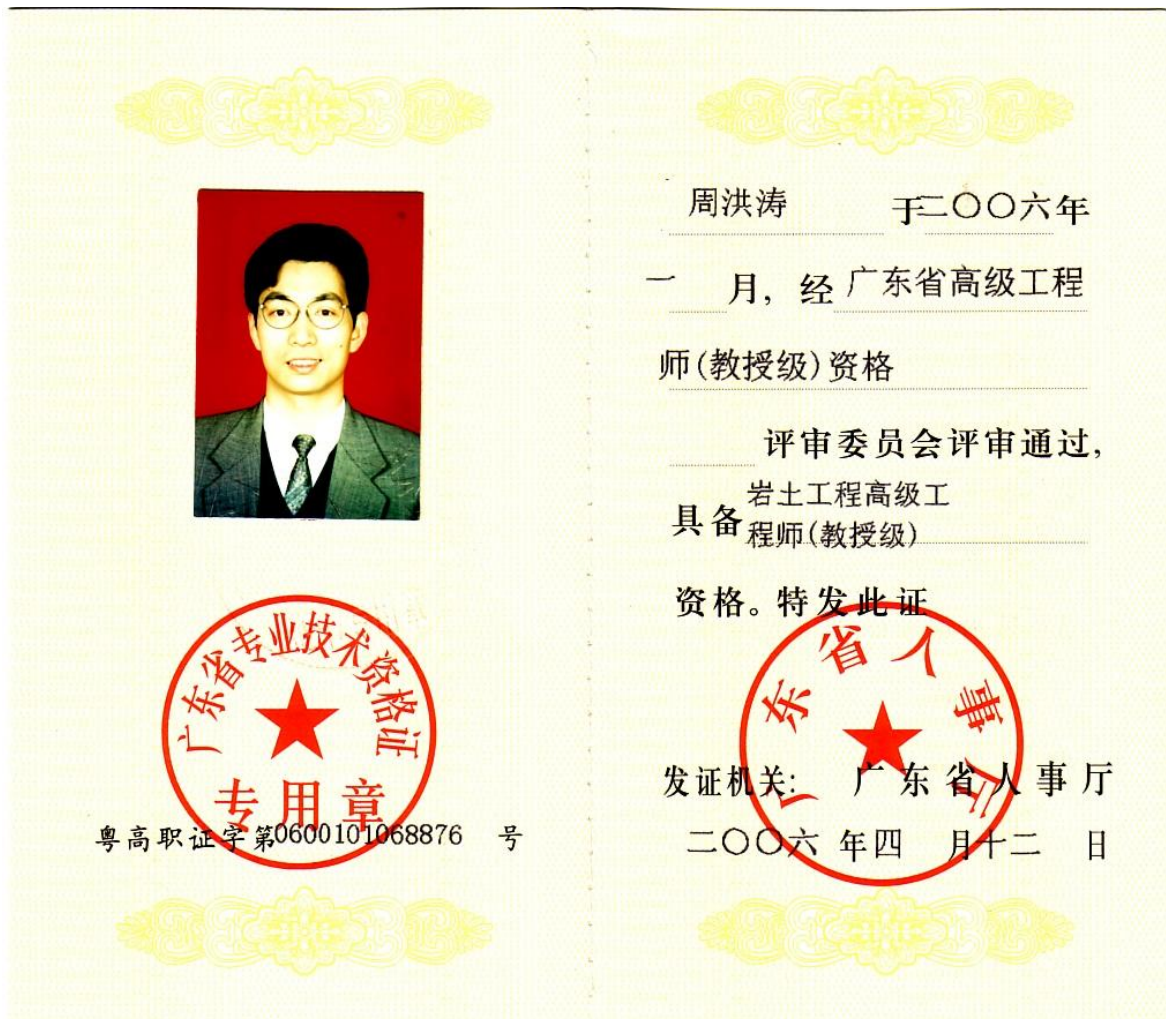 广东省专业技术资格证
专用章
粤高职证字第0600101068876 号
周洪涛 于二〇〇六年
一 月，经广东省高级工程
师(教授级)资格
评审委员会评审通过，
具备岩土工程高级工
程师(教授级)
资格。特发此证
广东省人事厅
发证机关： 广东省人事厅
二〇〇六 年四 月十二 日